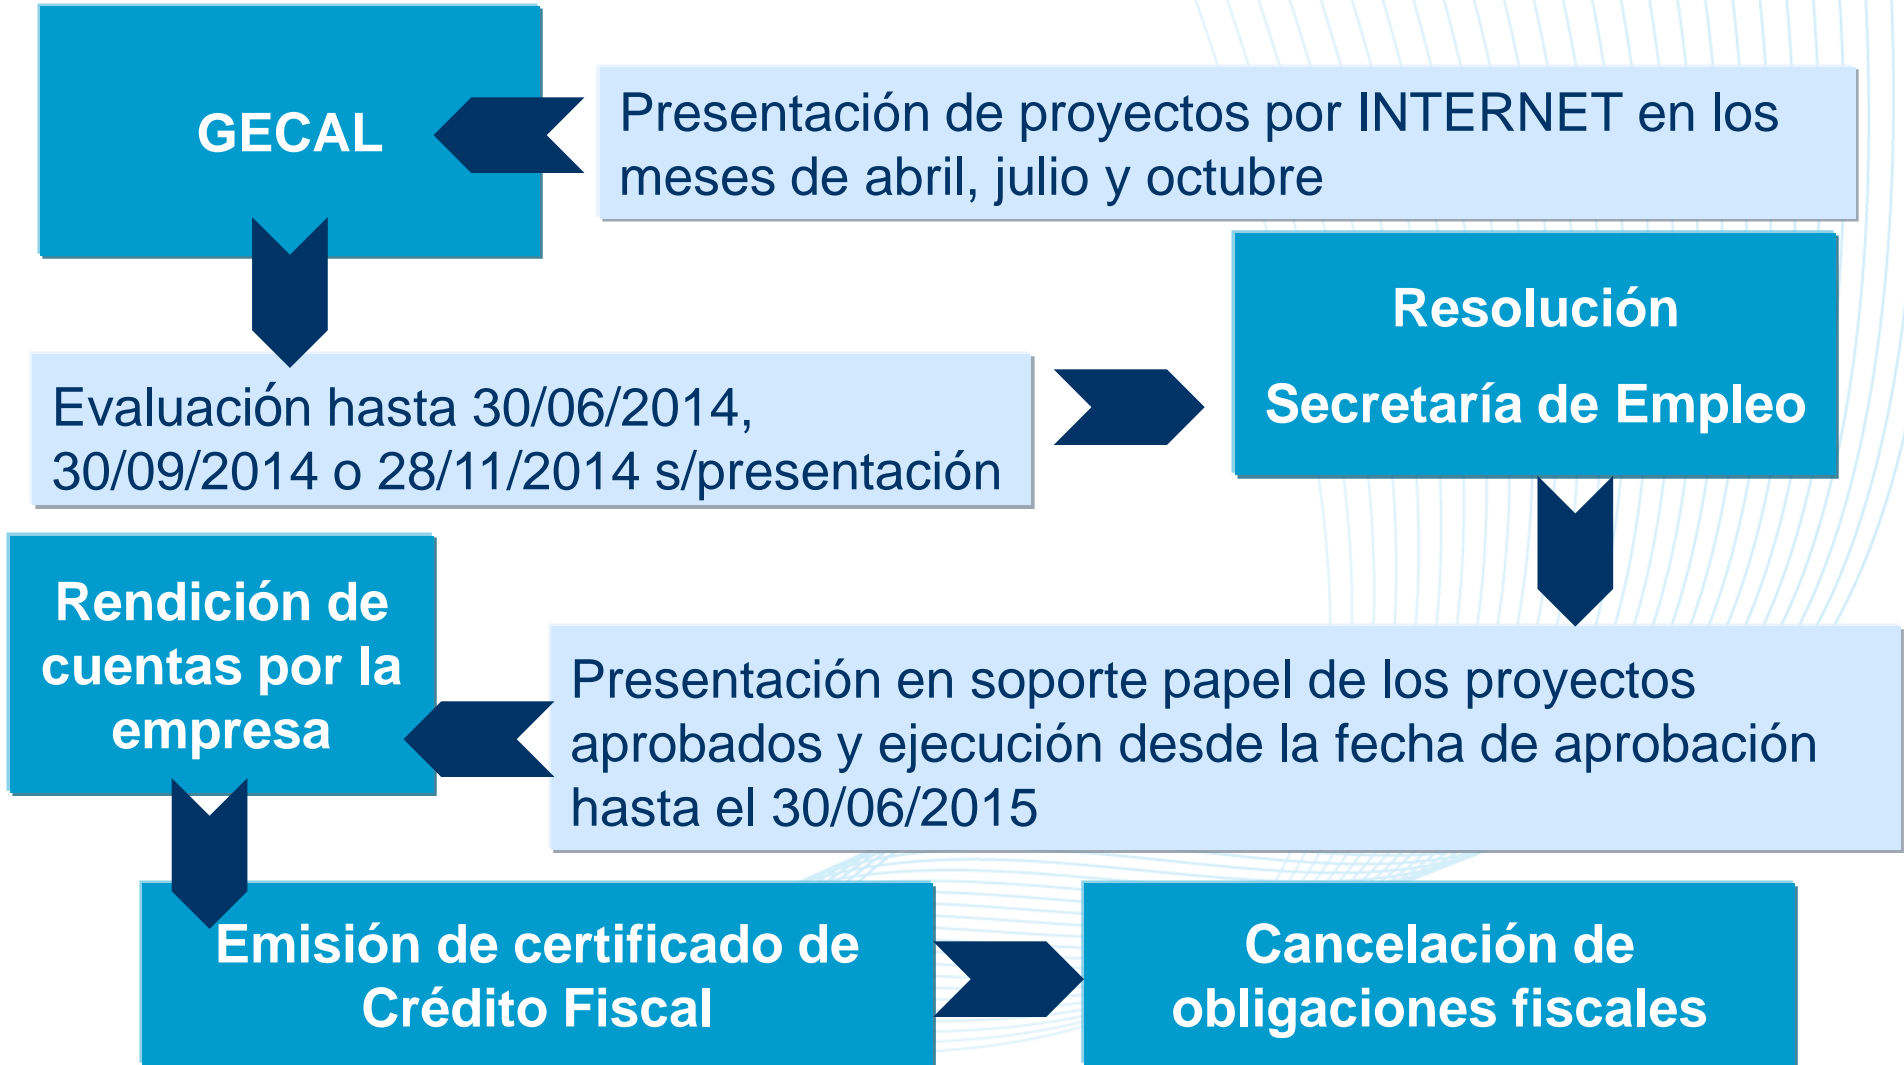 GECAL
Presentación de proyectos por INTERNET en los
meses de abril, julio y octubre
Evaluación hasta 30/06/2014,
30/09/2014 o 28/11/2014 s/presentación
Resolución
Secretaría de Empleo
Presentación en soporte papel de los proyectos
aprobados y ejecución desde la fecha de aprobación
hasta el 30/06/2015
Rendición de
cuentas por la
empresa
Emisión de certificado de
Crédito Fiscal
Cancelación de
obligaciones fiscales